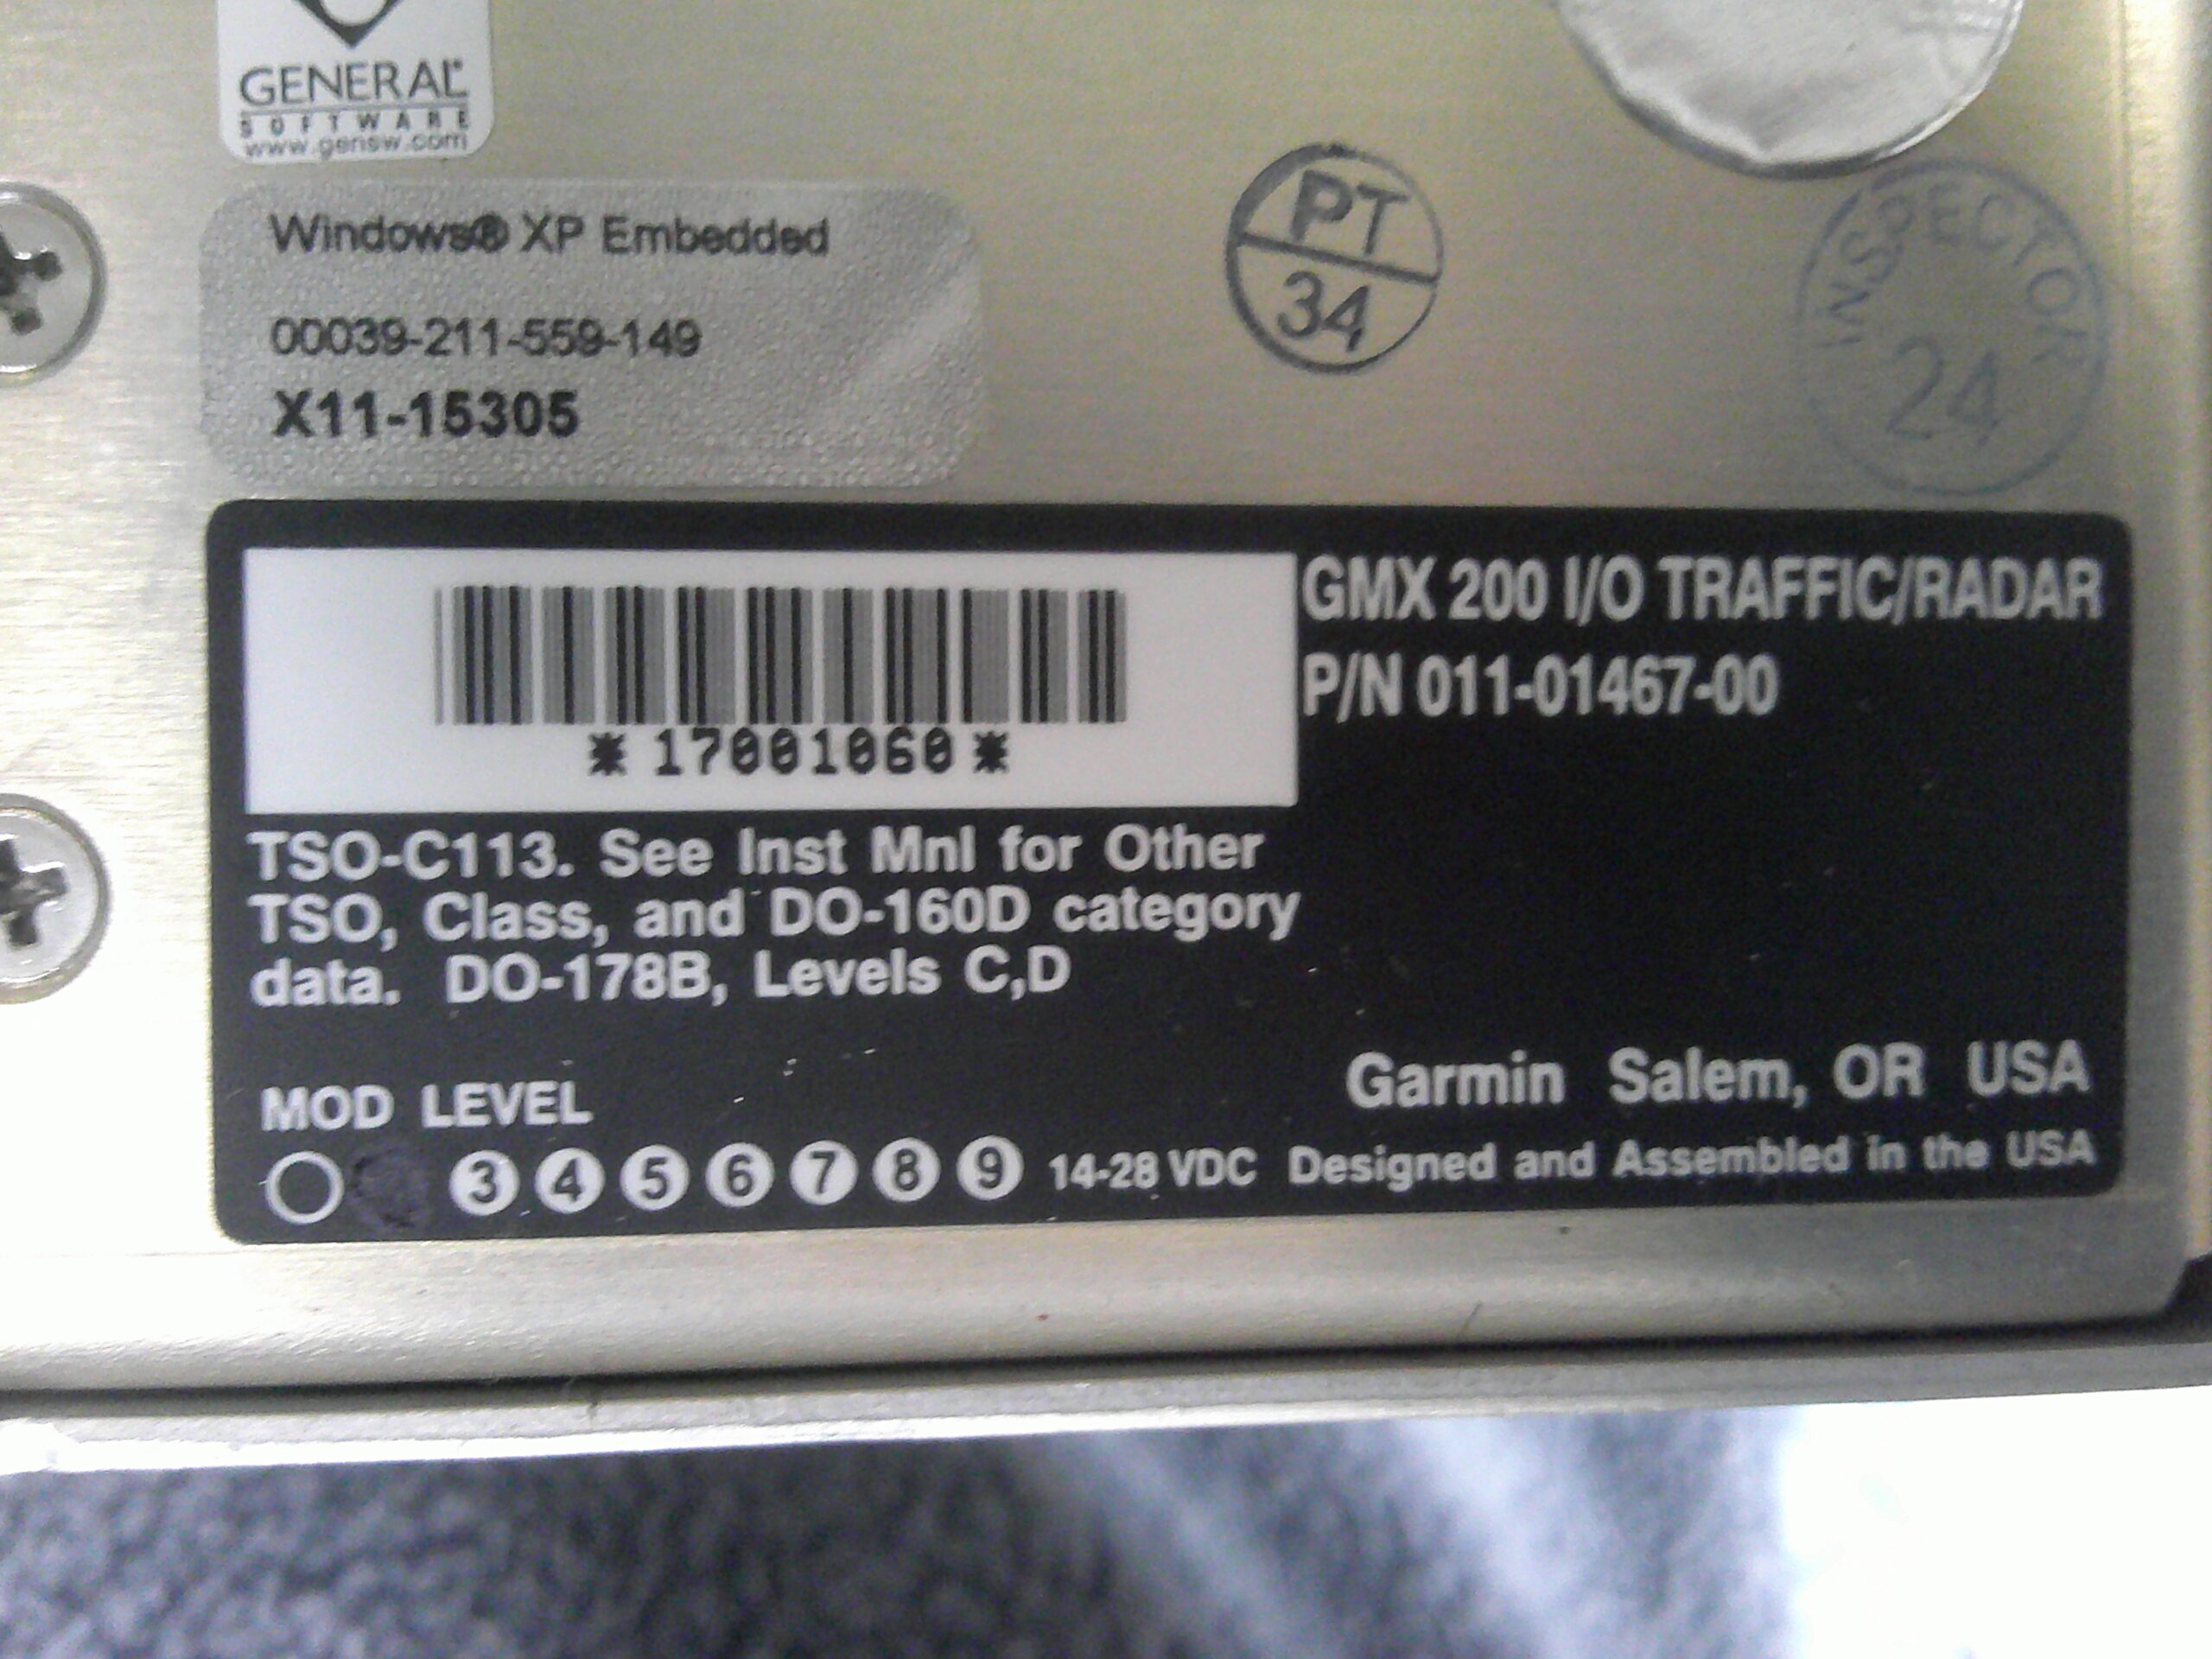 GENERAL
SOFTWARE
www.gensw.com
Windows® XP Embedded
00039-211-559-149
X11-15305
PT
34
INSPECTOR
24
*17001060*
GMX 200 I/O TRAFFIC/RADAR
P/N 011-01467-00
TSO-C113. See Inst Mnl for Other
TSO, Class, and DO-160D category
data. DO-178B, Levels C,D
MOD LEVEL
Garmin Salem, OR USA
3 4 5 6 7 8 9 14-28 VDC Designed and Assembled in the USA